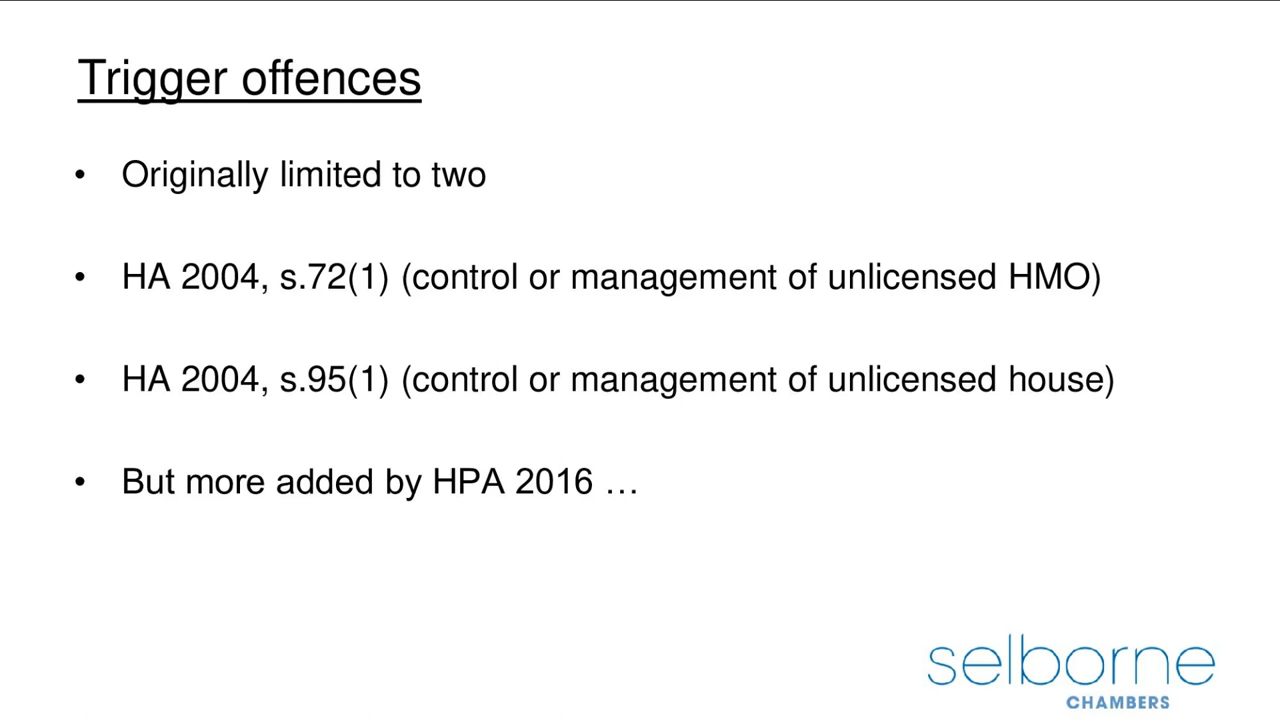 Trigger offences
• Originally limited to two
• HA 2004, s.72(1) (control or management of unlicensed HMO)
• HA 2004, s.95(1) (control or management of unlicensed house)
• But more added by HPA 2016 …
selborne
CHAMBERS